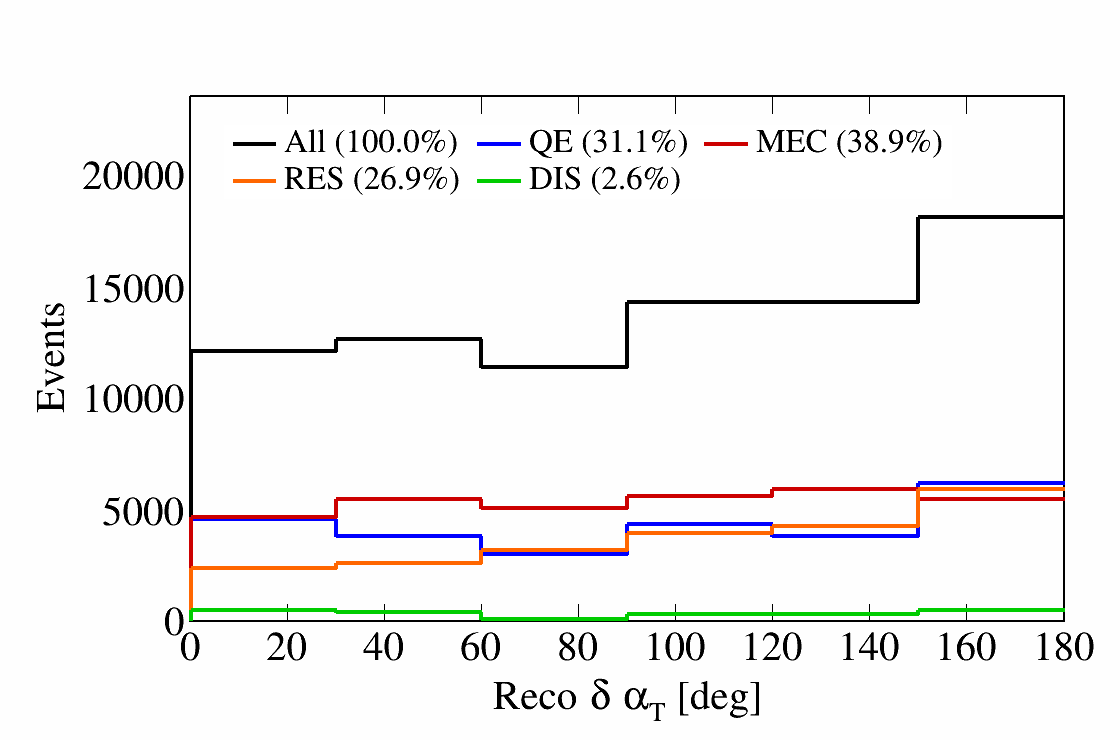 All (100.0%) QE (31.1%) MEC (38.9%)
RES (26.9%) DIS (2.6%)
20000
15000
10000
5000
0
Events
0 20 40 60 80 100 120 140 160 180
Reco δ α_T [deg]